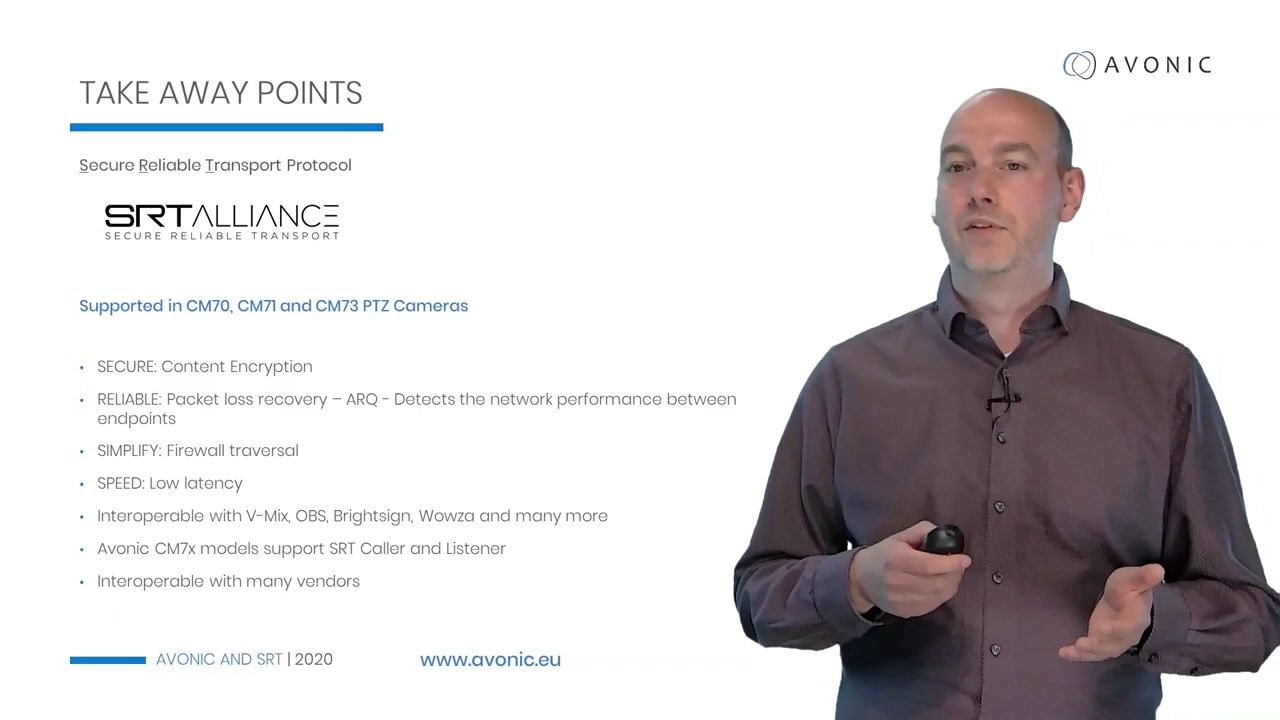 AVONIC
TAKE AWAY POINTS
Secure Reliable Transport Protocol
SRTALLIANCE
SECURE RELIABLE TRANSPORT
Supported in CM70, CM71 and CM73 PTZ Cameras
• SECURE: Content Encryption
• RELIABLE: Packet loss recovery – ARQ - Detects the network performance between
endpoints
• SIMPLIFY: Firewall traversal
• SPEED: Low latency
• Interoperable with V-Mix, OBS, Brightsign, Wowza and many more
• Avonic CM7x models support SRT Caller and Listener
• Interoperable with many vendors
AVONIC AND SRT | 2020
www.avonic.eu